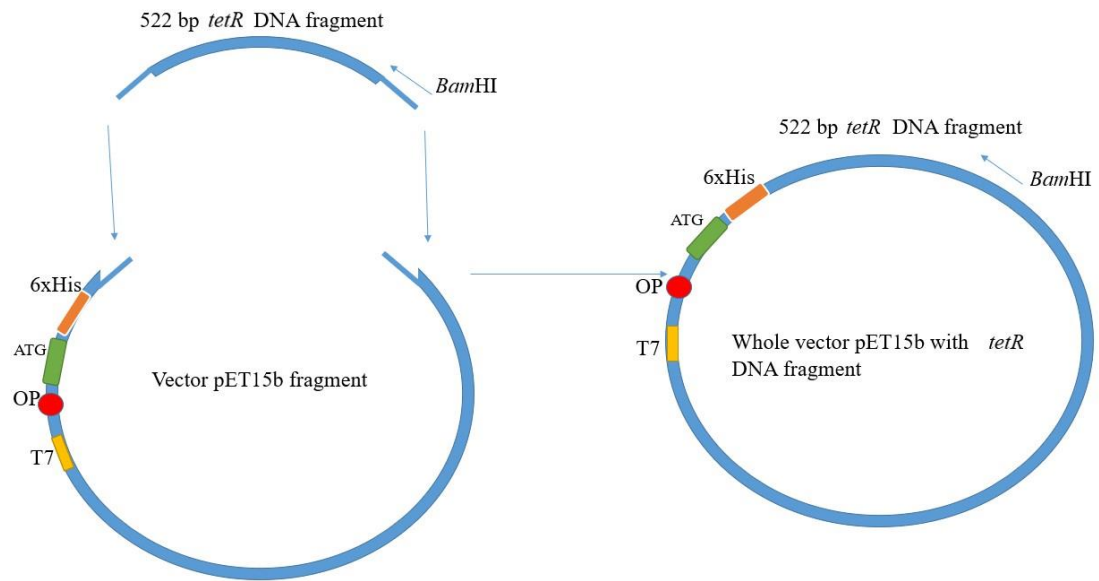 522 bp tetR DNA fragment
BamHI
6xHis
ATG
OP
T7
Vector pET15b fragment
522 bp tetR DNA fragment
BamHI
6xHis
ATG
OP
T7
Whole vector pET15b with tetR
DNA fragment